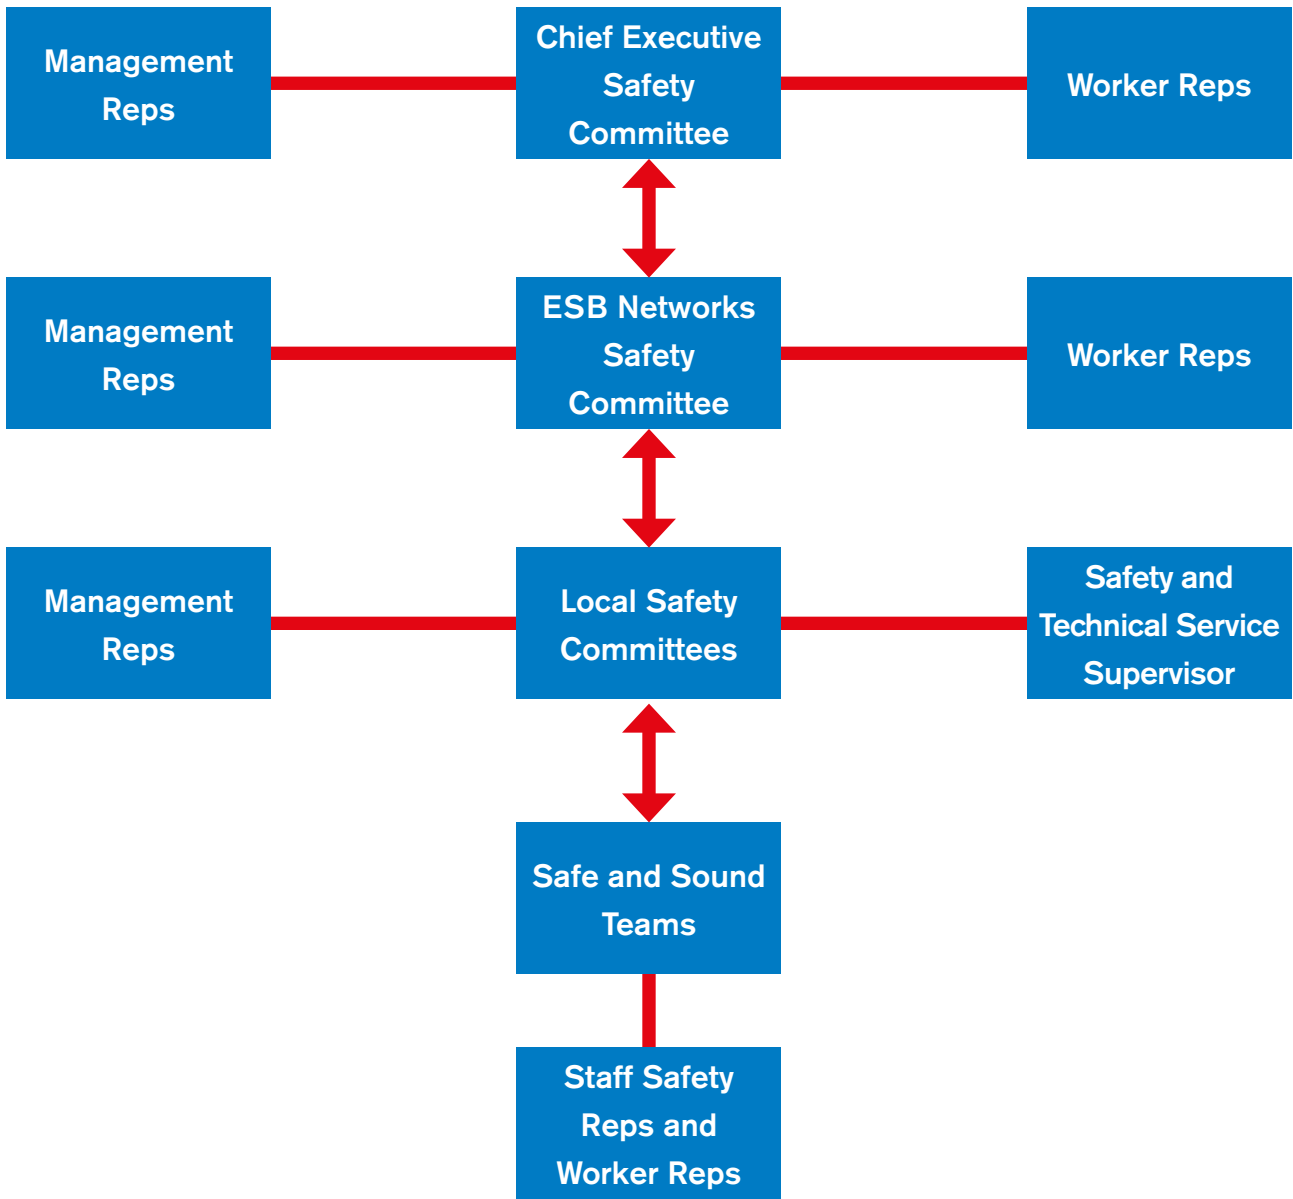 Management
Reps
Chief Executive
Safety
Committee
Worker Reps
Management
Reps
ESB Networks
Safety
Committee
Worker Reps
Management
Reps
Local Safety
Committees
Safety and
Technical Service
Supervisor
Safe and Sound
Teams
Staff Safety
Reps and
Worker Reps